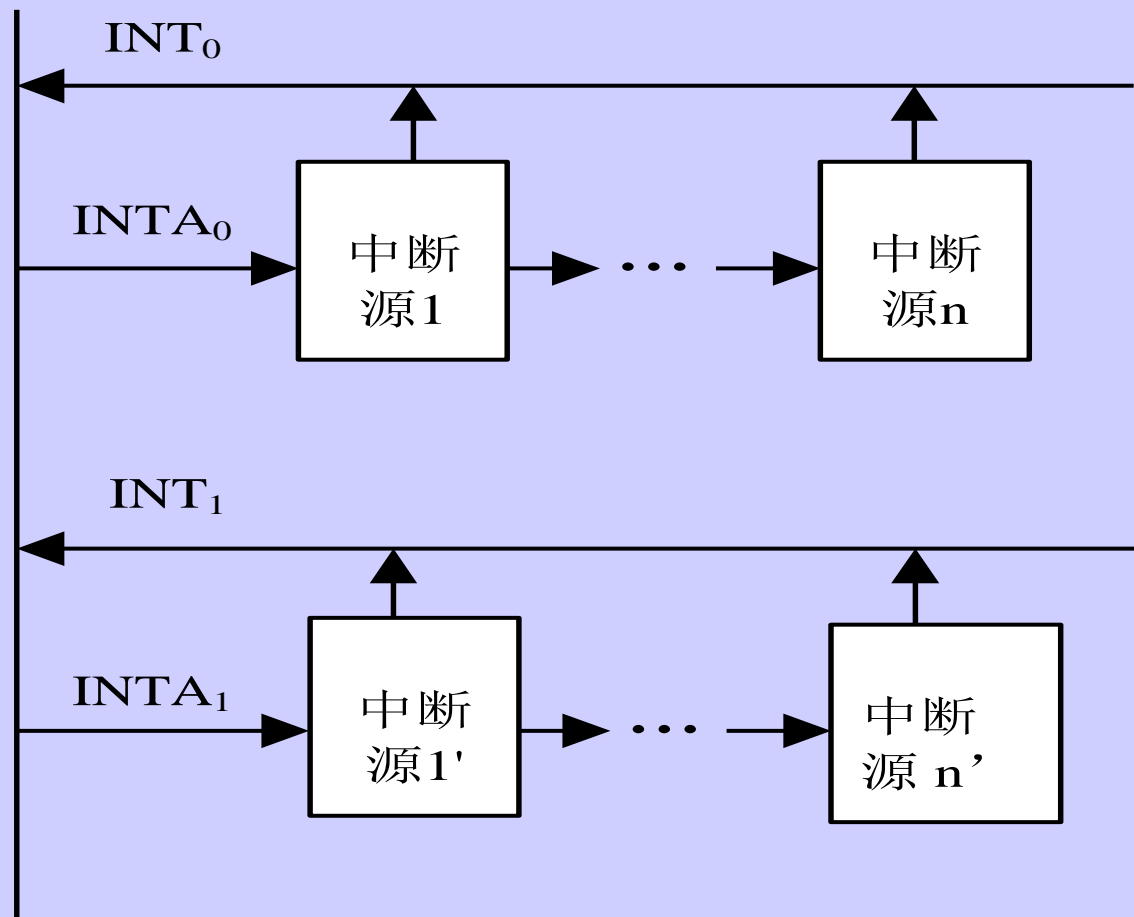 INT₀
INTA₀
中断
源1
…
中断
源n
INT₁
INTA₁
中断
源1'
…
中断
源 n’